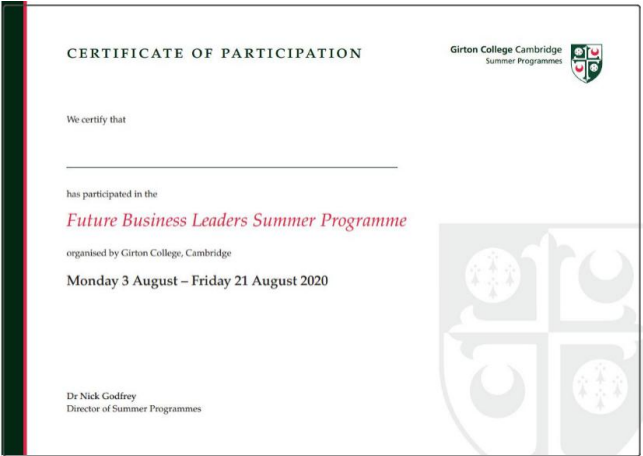 CERTIFICATE OF PARTICIPATION
Girton College Cambridge
Summer Programmes
We certify that
has participated in the
Future Business Leaders Summer Programme
organised by Girton College, Cambridge
Monday 3 August – Friday 21 August 2020
Dr Nick Godfrey
Director of Summer Programmes